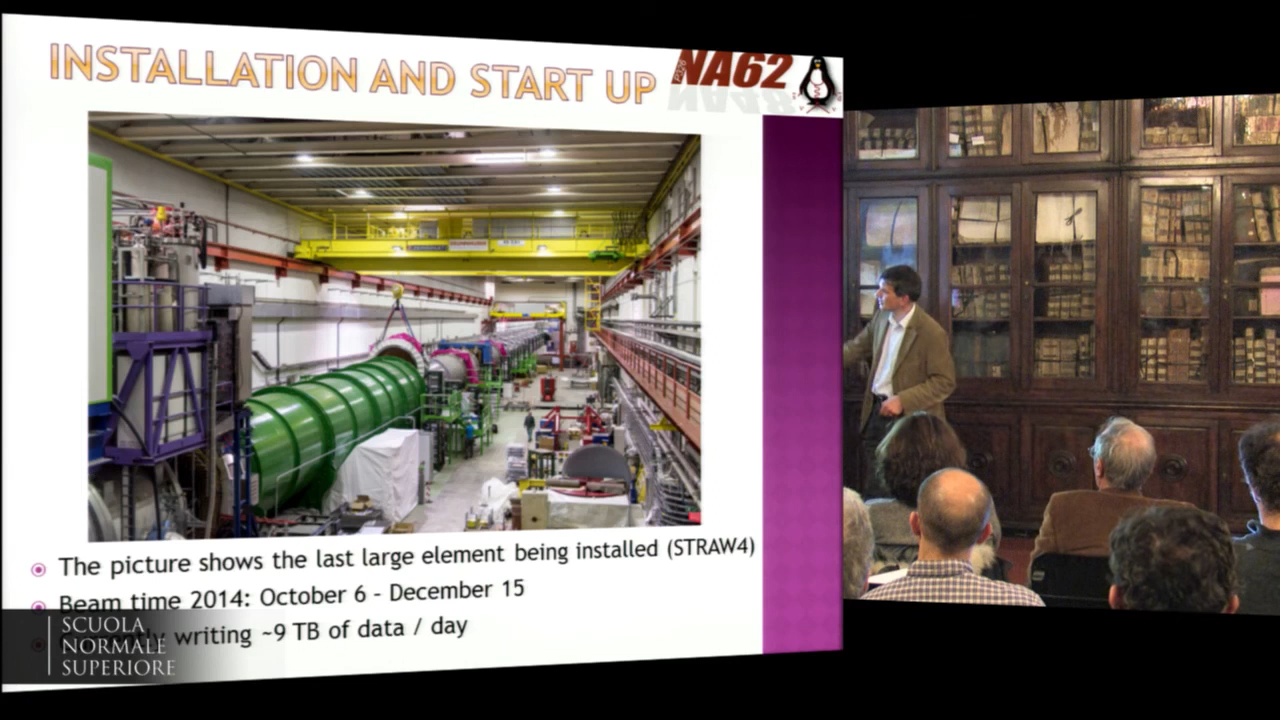 INSTALLATION AND START UP
NA62
The picture shows the last large element being installed (STRAW4)
Beam time 2014: October 6 - December 15
writing ~9 TB of data / day
SCUOLA
NORMALE
SUPERIORE